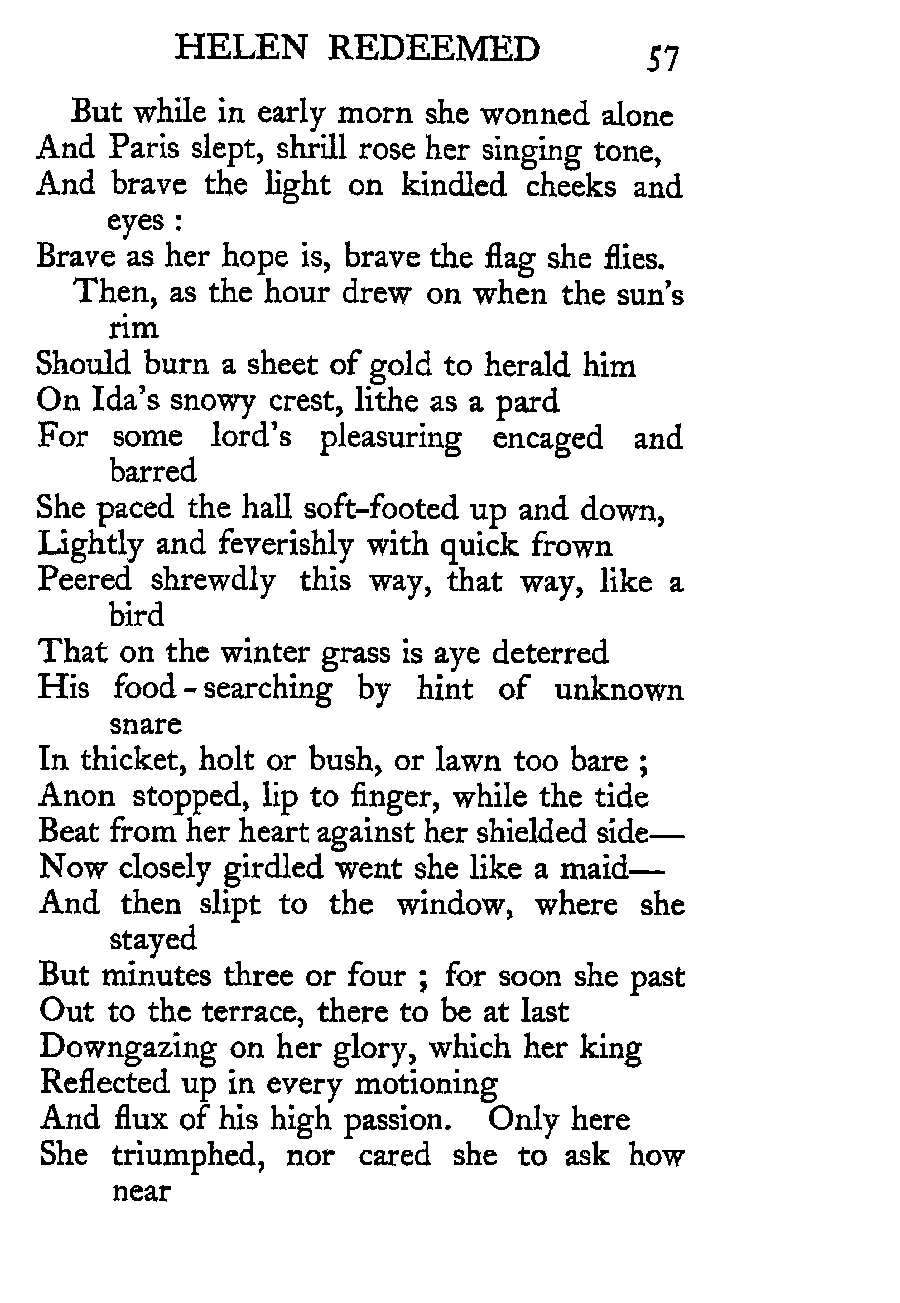 HELEN REDEEMED 57
But while in early morn she wonned alone
And Paris slept, shrill rose her singing tone,
And brave the light on kindled cheeks and
eyes :
Brave as her hope is, brave the flag she flies.
Then, as the hour drew on when the sun's
rim
Should burn a sheet of gold to herald him
On Ida's snowy crest, lithe as a pard
For some lord's pleasuring encaged and
barred
She paced the hall soft-footed up and down,
Lightly and feverishly with quick frown
Peered shrewdly this way, that way, like a
bird
That on the winter grass is aye deterred
His food-searching by hint of unknown
snare
In thicket, holt or bush, or lawn too bare ;
Anon stopped, lip to finger, while the tide
Beat from her heart against her shielded side—
Now closely girdled went she like a maid—
And then slipt to the window, where she
stayed
But minutes three or four ; for soon she past
Out to the terrace, there to be at last
Downgazing on her glory, which her king
Reflected up in every motioning
And flux of his high passion. Only here
She triumphed, nor cared she to ask how
near